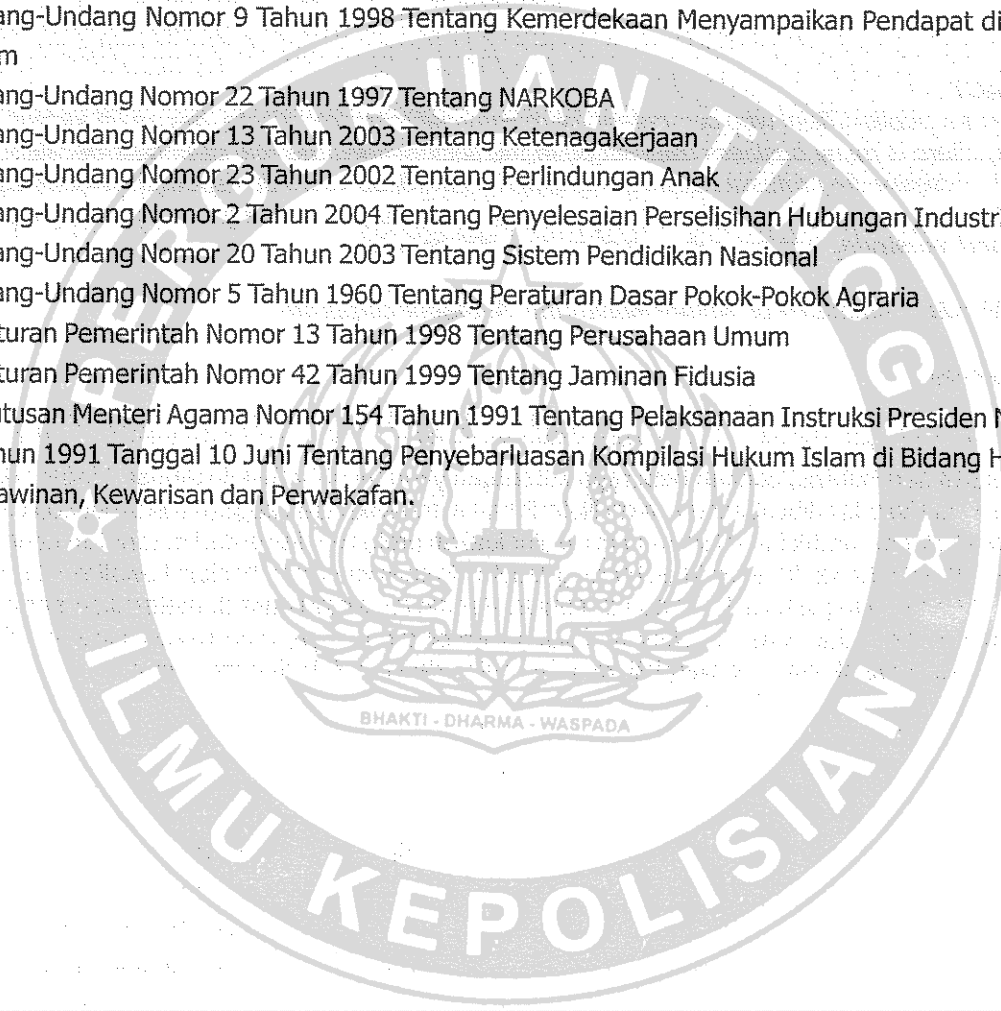 ang-Undang Nomor 9 Tahun 1998 Tentang Kemerdekaan Menyampaikan Pendapat di
m
ang-Undang Nomor 22 Tahun 1997 Tentang NARKOBA
ang-Undang Nomor 13 Tahun 2003 Tentang Ketenagakerjaan
ang-Undang Nomor 23 Tahun 2002 Tentang Perlindungan Anak
ang-Undang Nomor 2 Tahun 2004 Tentang Penyelesaian Perselisihan Hubungan Industr
ang-Undang Nomor 20 Tahun 2003 Tentang Sistem Pendidikan Nasional
ang-Undang Nomor 5 Tahun 1960 Tentang Peraturan Dasar Pokok-Pokok Agraria
turan Pemerintah Nomor 13 Tahun 1998 Tentang Perusahaan Umum
turan Pemerintah Nomor 42 Tahun 1999 Tentang Jaminan Fidusia
utusan Menteri Agama Nomor 154 Tahun 1991 Tentang Pelaksanaan Instruksi Presiden N
hun 1991 Tanggal 10 Juni Tentang Penyebarluasan Kompilasi Hukum Islam di Bidang H
awinan, Kewarisan dan Perwakafan.
PERPURUAN TINGGI
BHAKTI - DHARMA - WASPADA
ILMU KEPOLISIAN